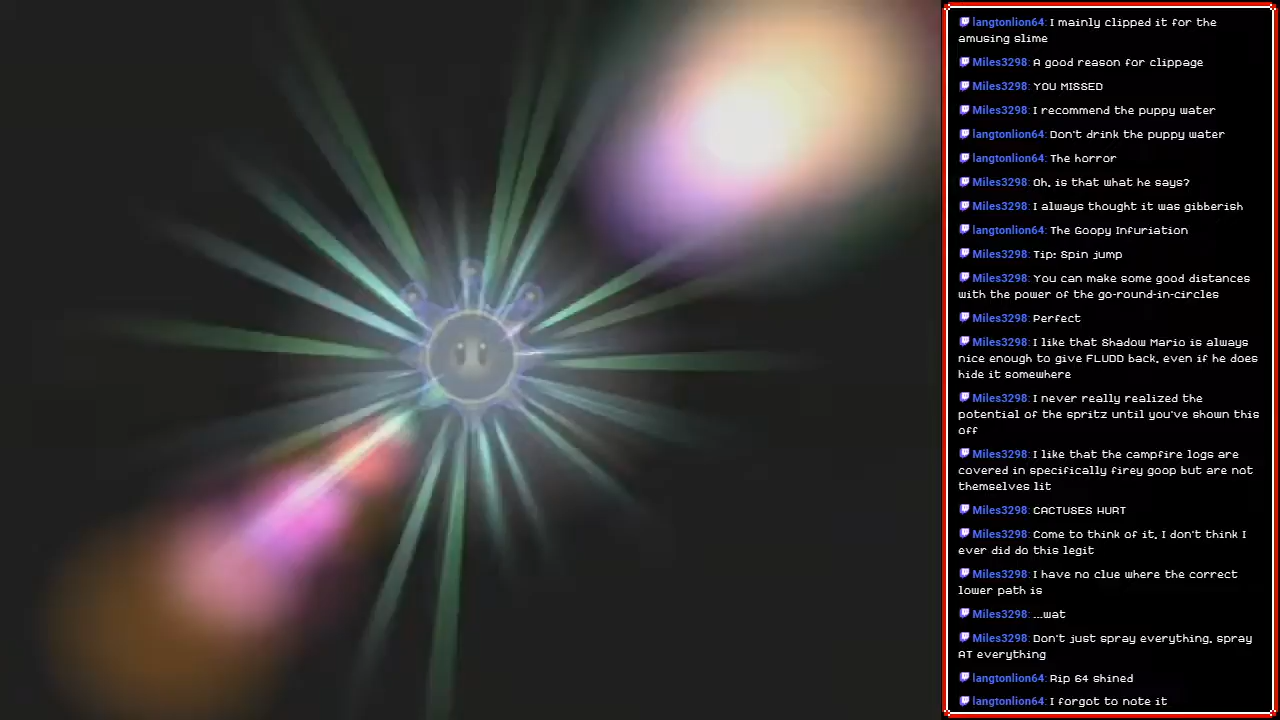 langtonlion64: I mainly clipped it for the
amusing slime
Miles3298: A good reason for clippage
Miles3298: YOU MISSED
Miles3298: I recommend the puppy water
langtonlion64: Don't drink the puppy water
langtonlion64: The horror
Miles3298: Oh, is that what he says?
Miles3298: I always thought it was gibberish
langtonlion64: The Goopy Infuriation
Miles3298: Tip: Spin jump
Miles3298: You can make some good distances
with the power of the go-round-in-circles
Miles3298: Perfect
Miles3298: I like that Shadow Mario is always
nice enough to give FLUDD back, even if he does
hide it somewhere
Miles3298: I never really realized the
potential of the spritz until you've shown this
off
Miles3298: I like that the campfire logs are
covered in specifically firey goop but are not
themselves lit
Miles3298: CACTUSES HURT
Miles3298: Come to think of it, I don't think I
ever did do this legit
Miles3298: I have no clue where the correct
lower path is
Miles3298: ...wat
Miles3298: Don't just spray everything, spray
AT everything
langtonlion64: Rip 64 shined
langtonlion64: I forgot to note it